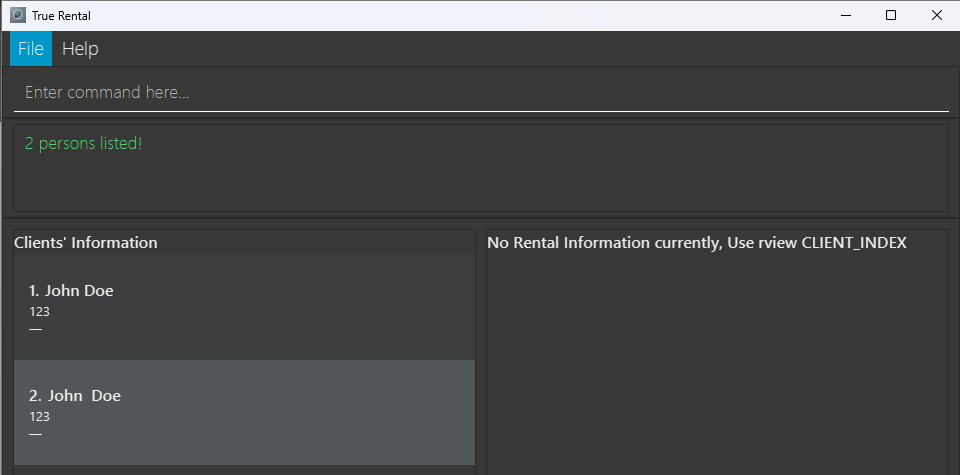 True Rental
File Help
Enter command here...
2 persons listed!
Clients' Information
1. John Doe
123
—
2. John  Doe
123
—
No Rental Information currently, Use rview CLIENT_INDEX